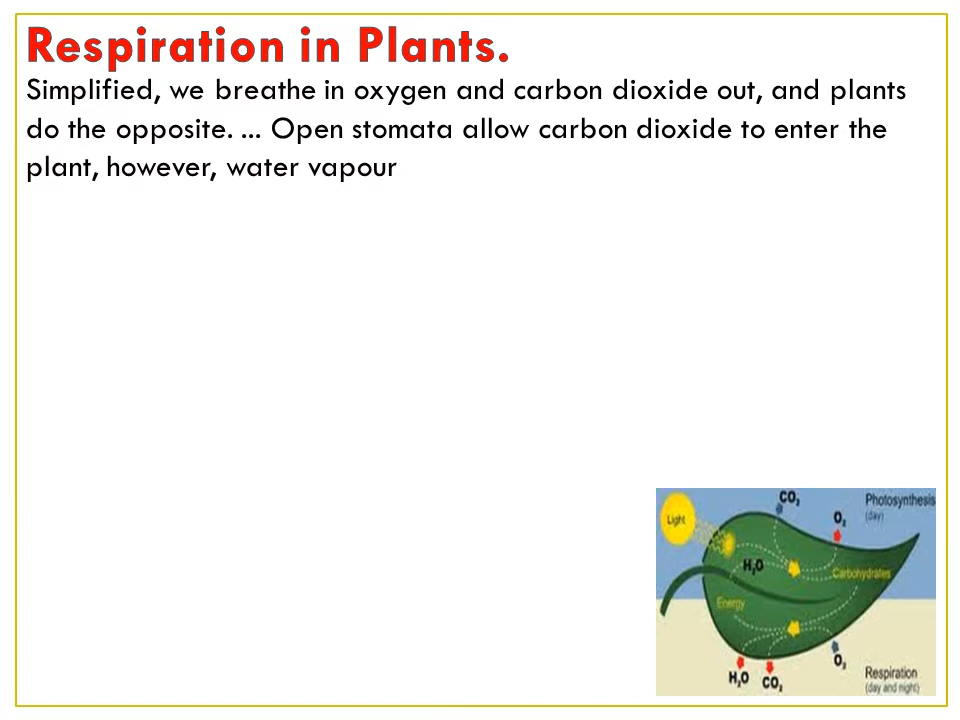 Respiration in Plants.
Simplified, we breathe in oxygen and carbon dioxide out, and plants
do the opposite. ... Open stomata allow carbon dioxide to enter the
plant, however, water vapour
CO₂
Photosynthesis
(day)
O₂
Light
H₂O
Carbohydrates
Energy
O₂
H₂O
CO₂
Respiration
(day and night)